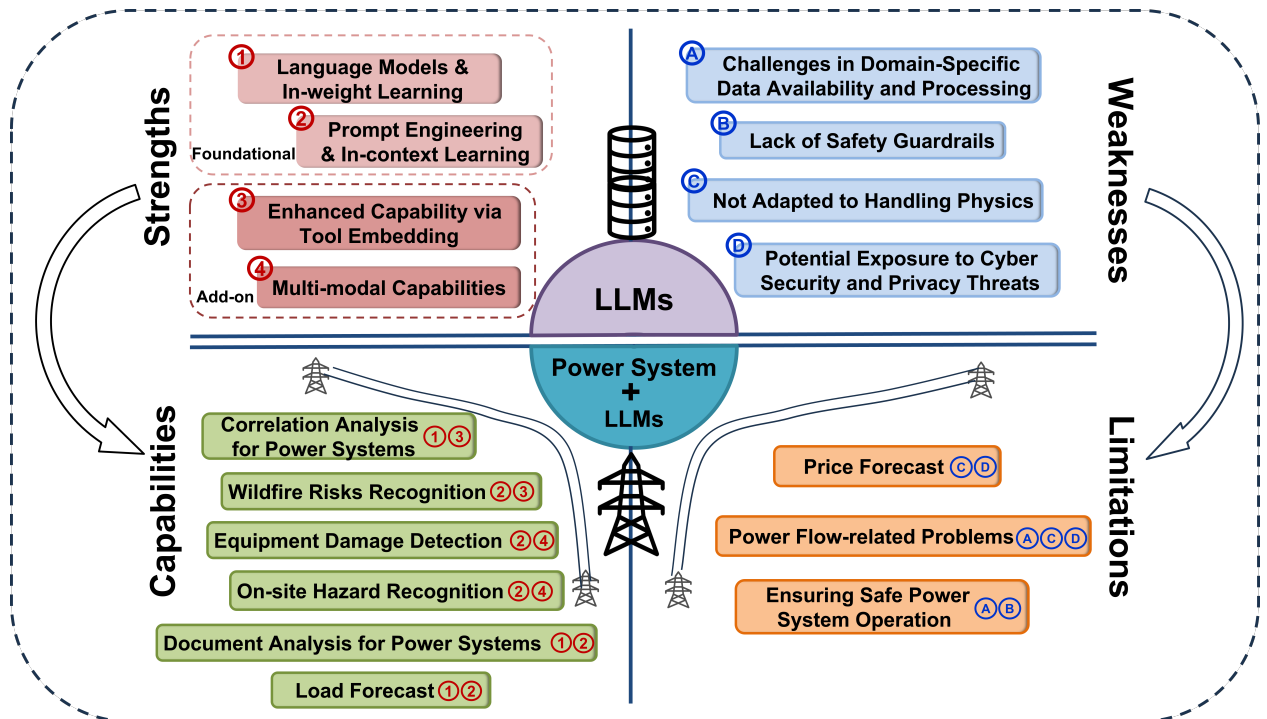 Strengths
1
Language Models &
In-weight Learning
2
Prompt Engineering
& In-context Learning
Foundational
3
Enhanced Capability via
Tool Embedding
4
Multi-modal Capabilities
Add-on
Weaknesses
A
Challenges in Domain-Specific
Data Availability and Processing
B
Lack of Safety Guardrails
C
Not Adapted to Handling Physics
D
Potential Exposure to Cyber
Security and Privacy Threats
LLMs
Power System
+
LLMs
Capabilities
Correlation Analysis
for Power Systems 1 3
Wildfire Risks Recognition 2 3
Equipment Damage Detection 2 4
On-site Hazard Recognition 2 4
Document Analysis for Power Systems 1 2
Load Forecast 1 2
Limitations
Price Forecast C D
Power Flow-related Problems A C D
Ensuring Safe Power
System Operation A B